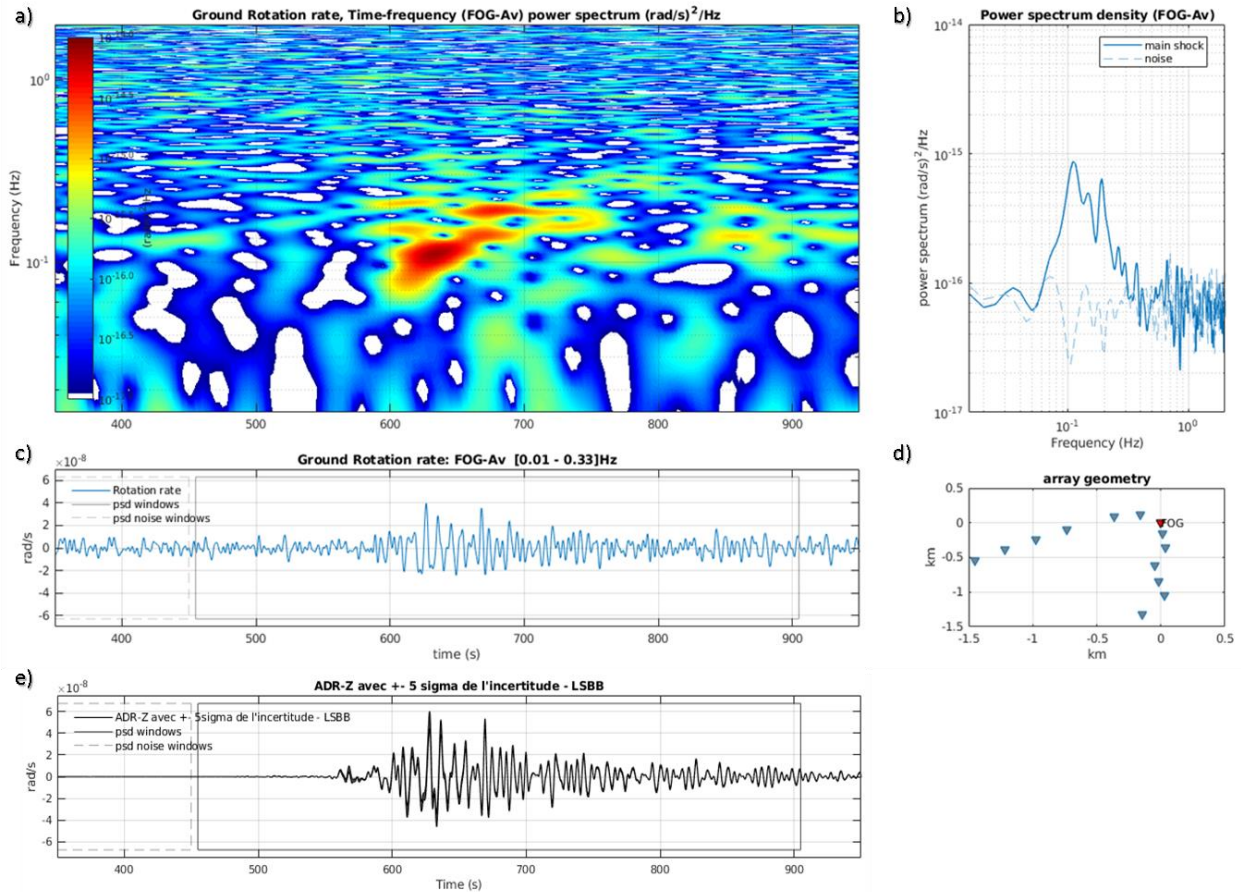 a)
Ground Rotation rate, Time-frequency (FOG-Av) power spectrum (rad/s)²/Hz
10⁰
10⁻¹
Frequency (Hz)
10⁻¹⁶·⁰
10⁻¹⁶·⁵
400 500 600 700 800 900
b)
Power spectrum density (FOG-Av)
main shock
noise
10⁻¹⁴
10⁻¹⁵
10⁻¹⁶
10⁻¹⁷
power spectrum (rad/s)²/Hz
10⁻¹ 10⁰
Frequency (Hz)
c)
Ground Rotation rate: FOG-Av [0.01 - 0.33]Hz
×10⁻⁸
6
4
2
0
-2
-4
-6
rad/s
Rotation rate
psd windows
psd noise windows
400 500 600 700 800 900
time (s)
d)
array geometry
0.5
0
-0.5
-1
-1.5
km
FOG
-1.5 -1 -0.5 0 0.5
km
e)
ADR-Z avec +- 5 sigma de l'incertitude - LSBB
×10⁻⁸
6
4
2
0
-2
-4
-6
rad/s
ADR-Z avec +- 5sigma de l'incertitude - LSBB
psd windows
psd noise windows
400 500 600 700 800 900
Time (s)